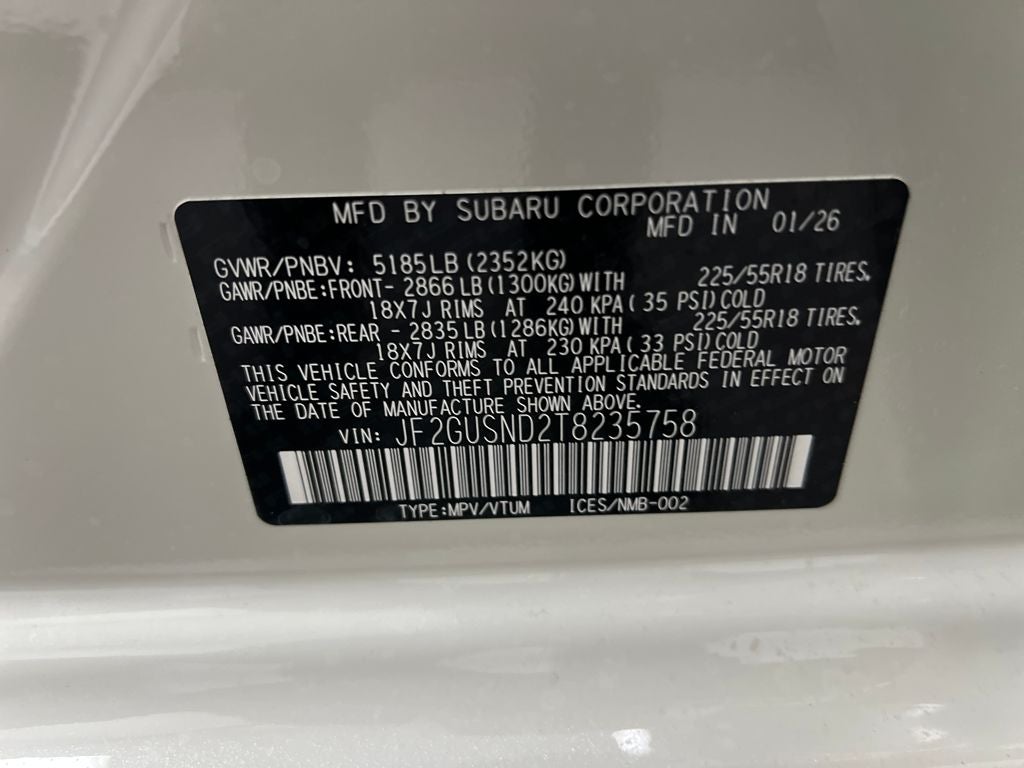 MFD BY SUBARU CORPORATION
MFD IN 01/26
GVWR/PNBV: 5185LB (2352KG)
GAWR/PNBE:FRONT- 2866 LB(1300KG) WITH 225/55R18 TIRES,
18X7J RIMS AT 240 KPA ( 35 PSI) COLD
GAWR/PNBE:REAR - 2835 LB(1286KG) WITH 225/55R18 TIRES,
18X7J RIMS AT 230 KPA ( 33 PSI) COLD
THIS VEHICLE CONFORMS TO ALL APPLICABLE FEDERAL MOTOR
VEHICLE SAFETY AND THEFT PREVENTION STANDARDS IN EFFECT ON
THE DATE OF MANUFACTURE SHOWN ABOVE.
VIN: JF2GUSND2T8235758
TYPE:MPV/VTUM ICES/NMB-002